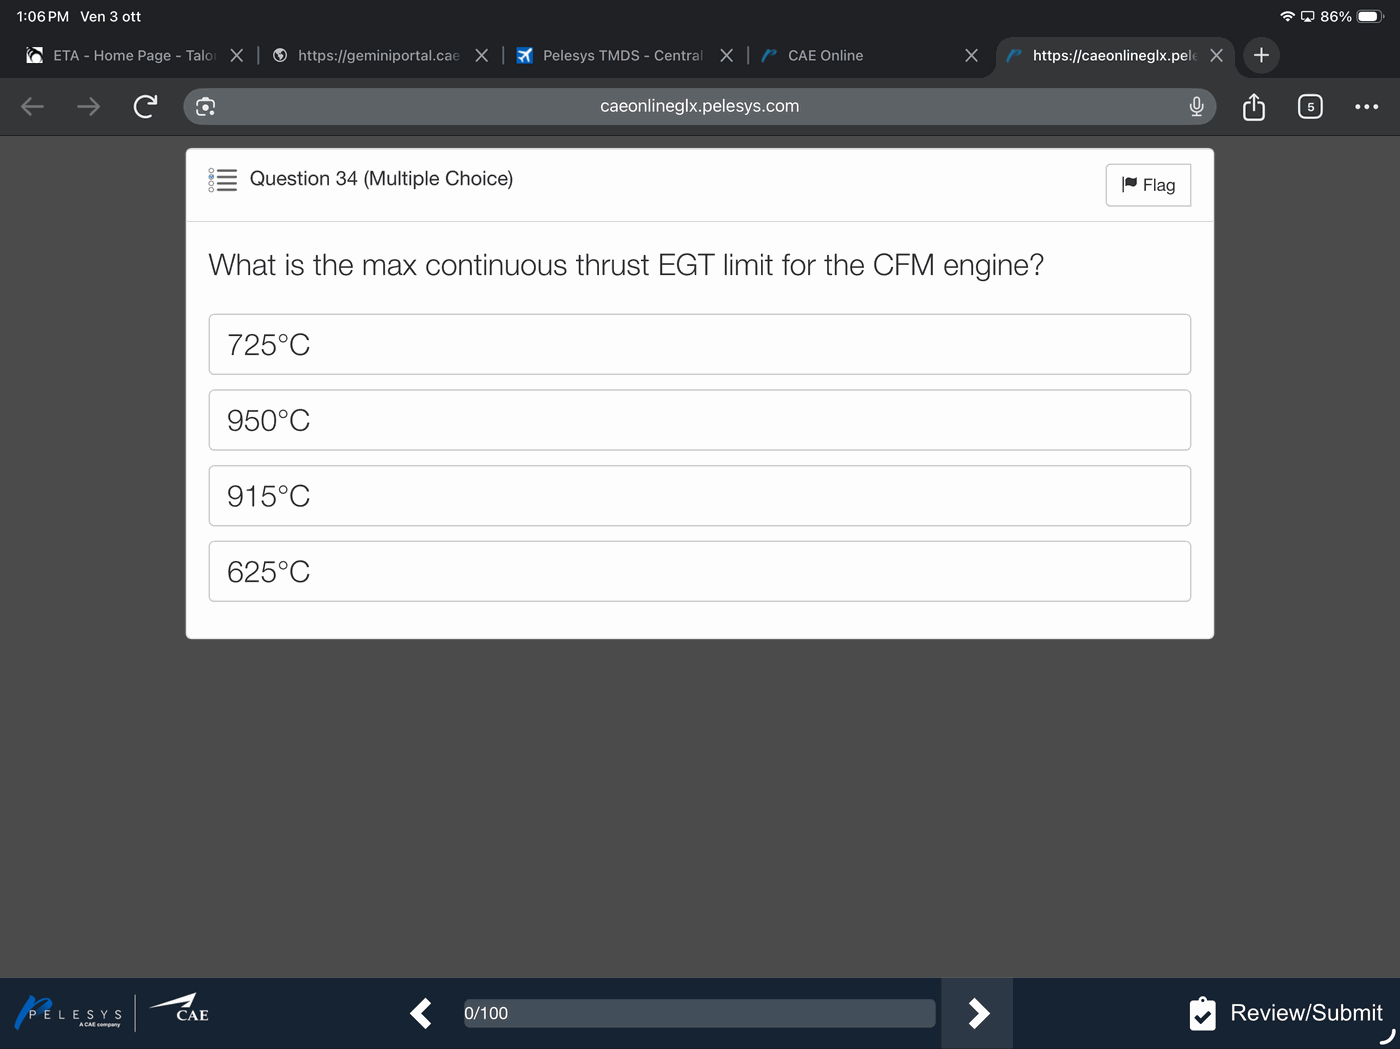 1:06 PM Ven 3 ott 86%
ETA - Home Page - Talo https://geminiportal.cae Pelesys TMDS - Central CAE Online https://caeonlineglx.pele
caeonlineglx.pelesys.com 5
Question 34 (Multiple Choice) Flag
What is the max continuous thrust EGT limit for the CFM engine?
725°C
950°C
915°C
625°C
PELESYS A CAE company CAE 0/100 Review/Submit